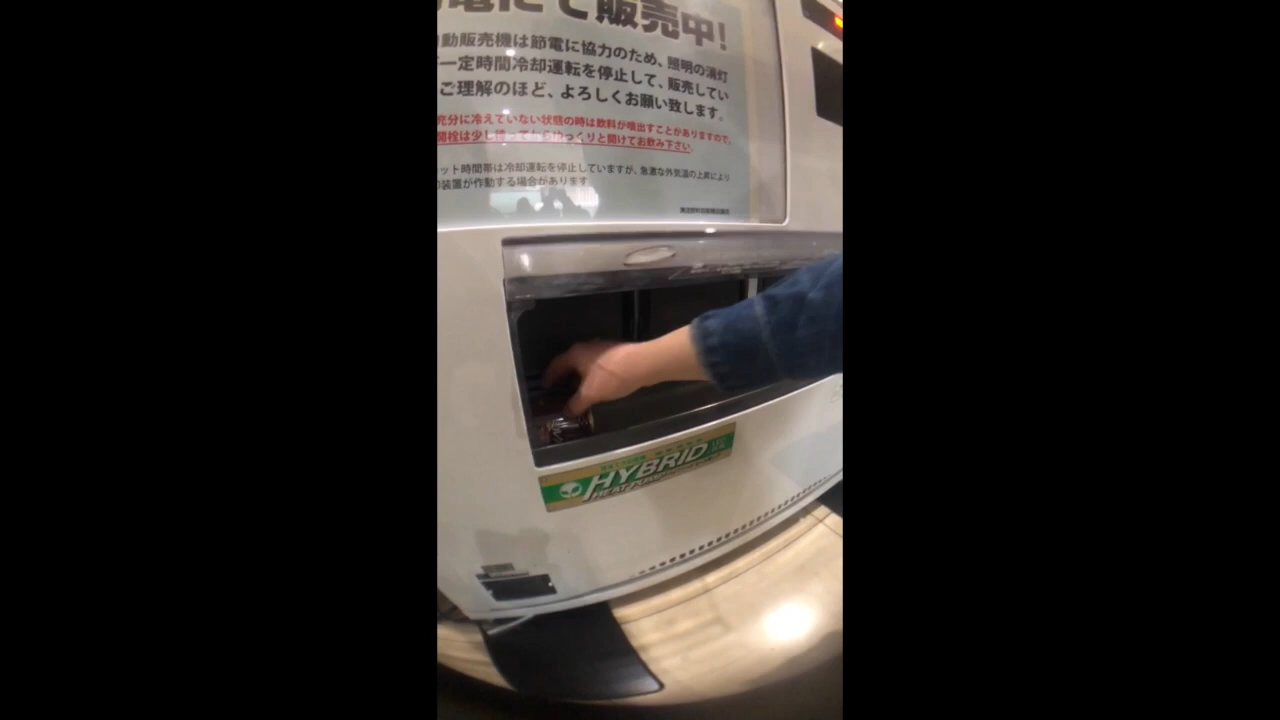 電にて販売中!
動販売機は節電に協力のため、照明の消灯
一定時間冷却運転を停止して、販売してい
ご理解のほど、よろしくお願い致します。
充分に冷えていない状態の時は飲料が噴出すことがありますので、
開栓は少し待ってからゆっくりと開けてお飲み下さい。
ット時間帯は冷却運転を停止していますが、急激な外気温の上昇により
却装置が作動する場合があります。
HYBRID